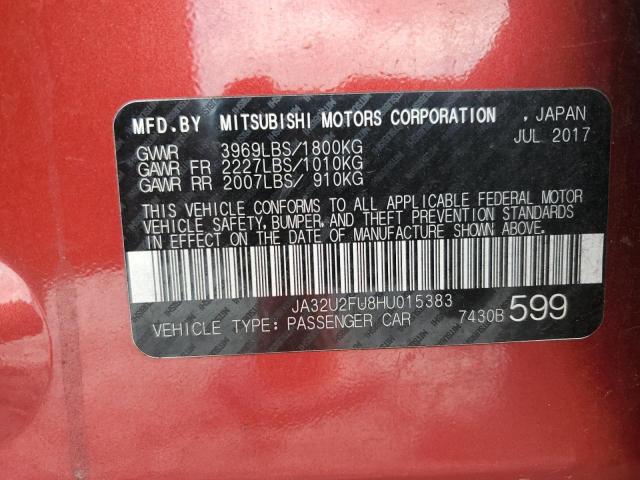 MFD.BY MITSUBISHI MOTORS CORPORATION , JAPAN
JUL 2017
GVWR 3969LBS/1800KG
GAWR FR 2227LBS/1010KG
GAWR RR 2007LBS/ 910KG
THIS VEHICLE CONFORMS TO ALL APPLICABLE FEDERAL MOTOR
VEHICLE SAFETY, BUMPER, AND THEFT PREVENTION STANDARDS
IN EFFECT ON THE DATE OF MANUFACTURE SHOWN ABOVE.
JA32U2FU8HU015383
VEHICLE TYPE: PASSENGER CAR 7430B 599